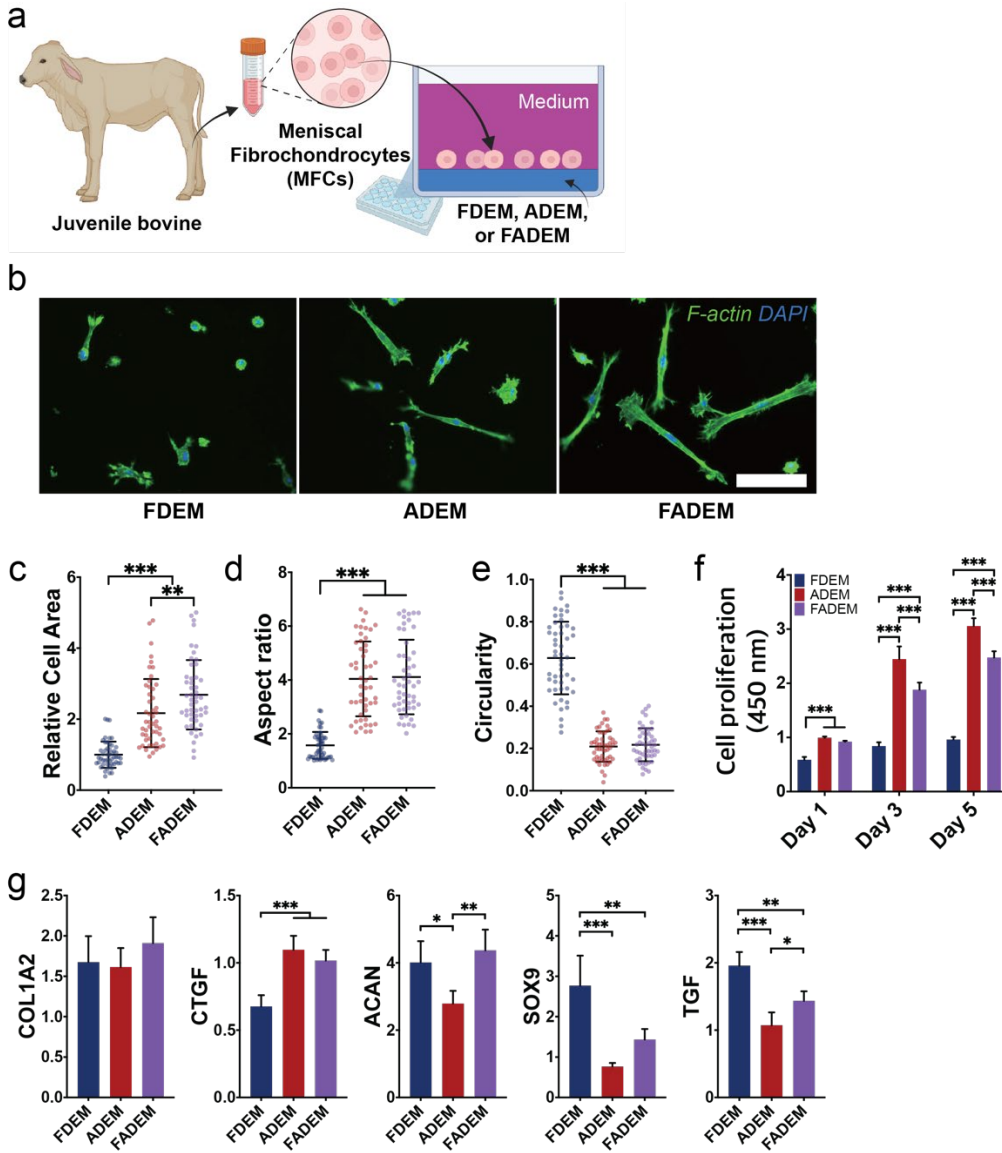 a
Medium
Meniscal
Fibrochondrocytes
(MFCs)
Juvenile bovine
FDEM, ADEM,
or FADEM
b
F-actin DAPI
FDEM
ADEM
FADEM
c
Relative Cell Area
6
4
2
0
***
**
FDEM
ADEM
FADEM
d
Aspect ratio
8
6
4
2
0
***
FDEM
ADEM
FADEM
e
Circularity
1.0
0.8
0.6
0.4
0.2
0.0
***
FDEM
ADEM
FADEM
f
Cell proliferation
(450 nm)
4
3
2
1
0
FDEM
ADEM
FADEM
***
***
***
***
***
***
***
Day 1
Day 3
Day 5
g
COL1A2
2.5
2.0
1.5
1.0
0.5
0.0
FDEM
ADEM
FADEM
CTGF
1.5
1.0
0.5
0.0
***
FDEM
ADEM
FADEM
ACAN
6
4
2
0
*
**
FDEM
ADEM
FADEM
SOX9
5
4
3
2
1
0
**
***
FDEM
ADEM
FADEM
TGF
3
2
1
0
**
***
*
FDEM
ADEM
FADEM